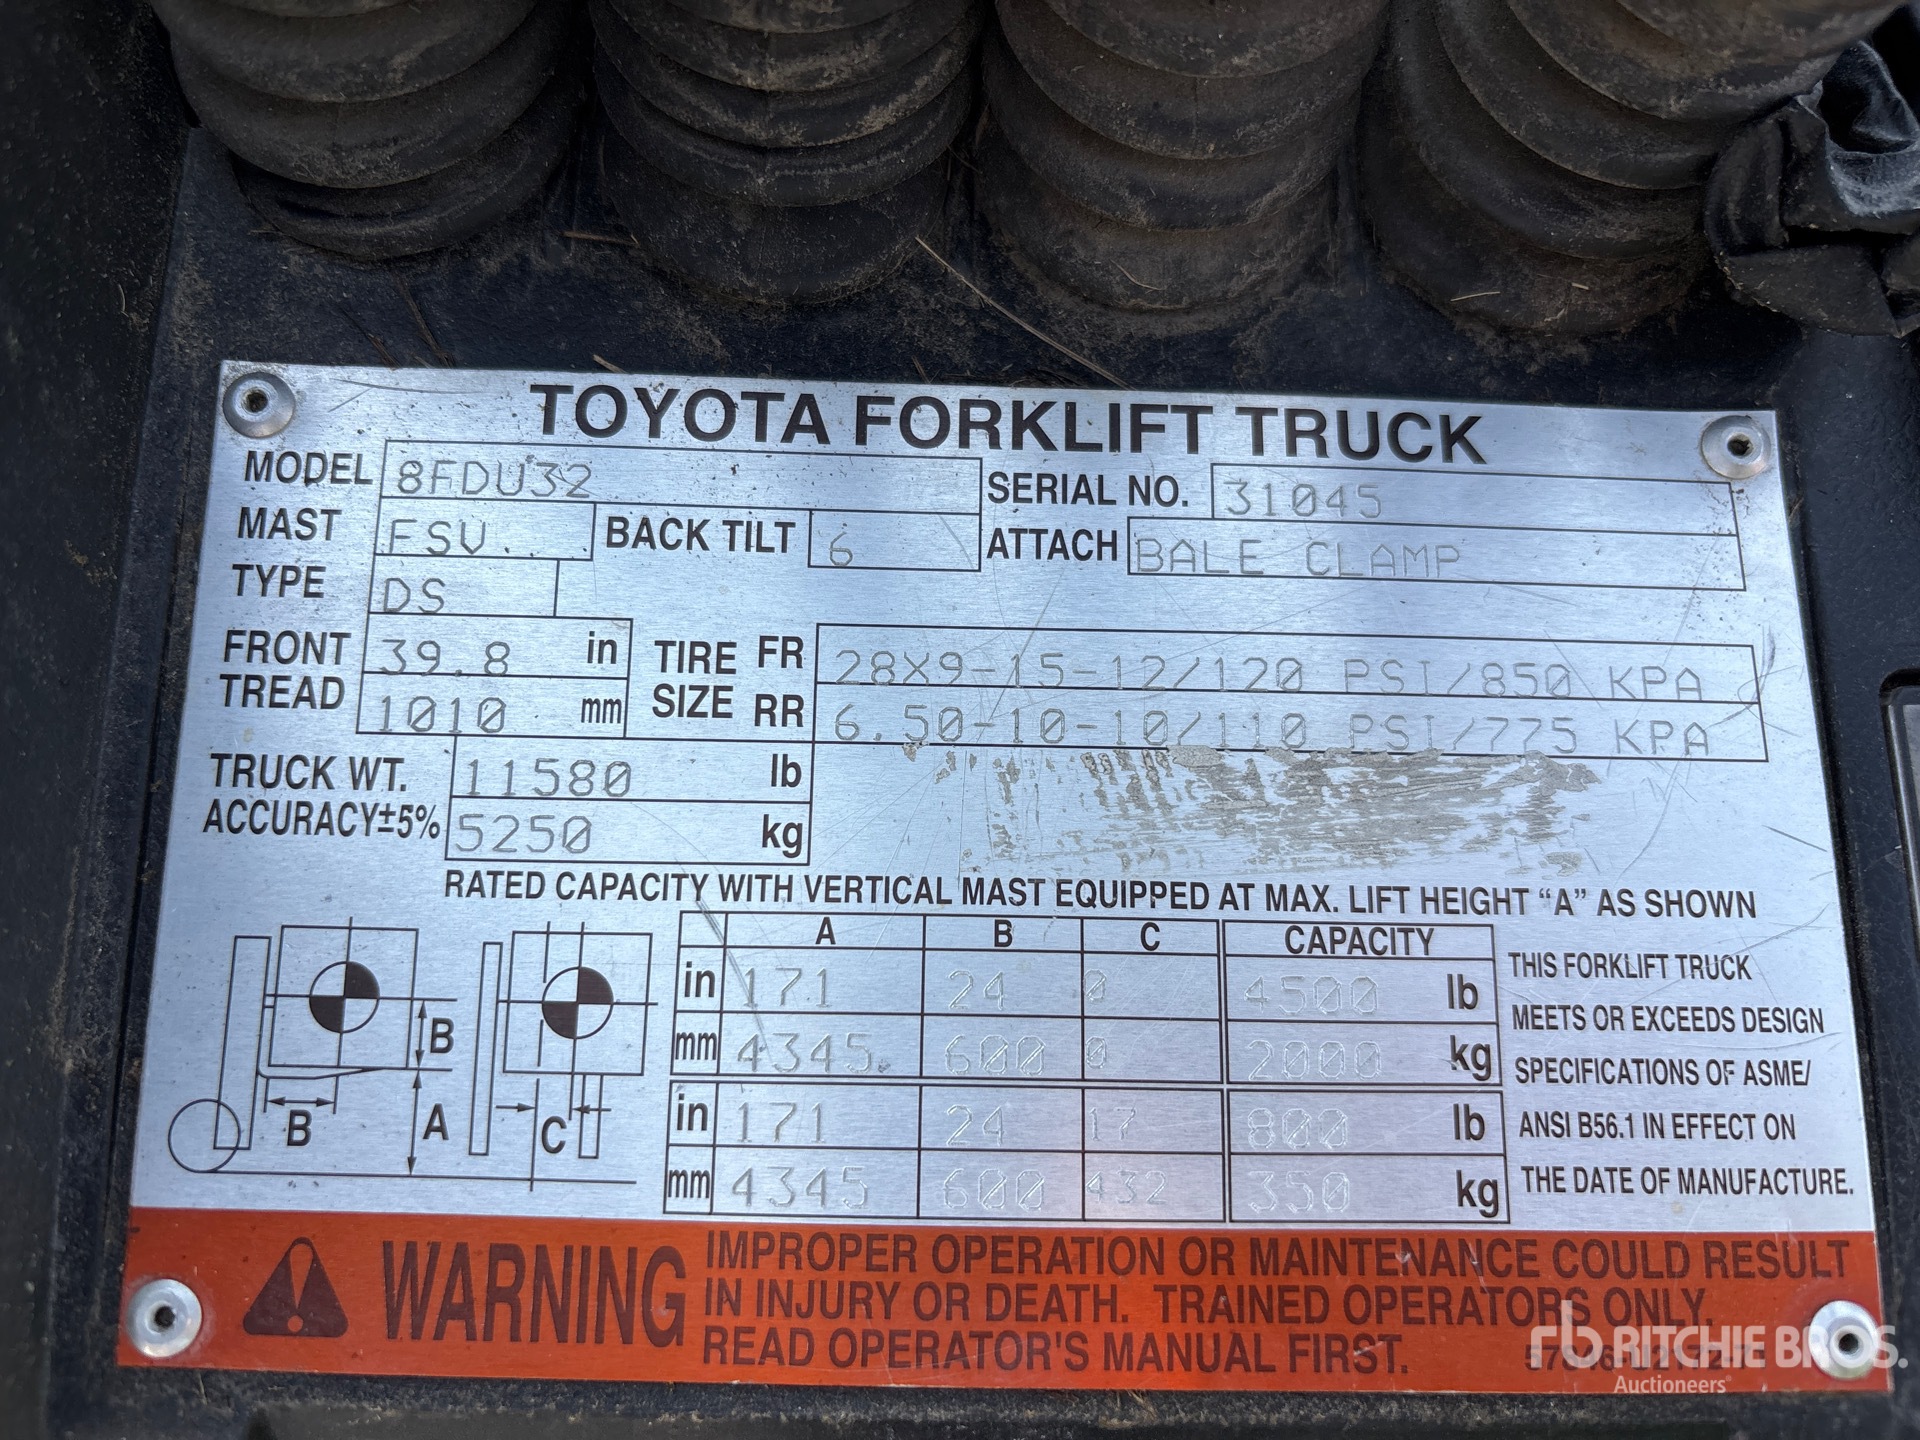 TOYOTA FORKLIFT TRUCK
MODEL 8FDU32 SERIAL NO. 31045
MAST FSV BACK TILT 6 ATTACH BALE CLAMP
TYPE DS
FRONT TREAD 39.8 in TIRE SIZE FR 28X9-15-12/120 PSI/850 KPA
1010 mm RR 6.50-10-10/110 PSI/775 KPA
TRUCK WT. 11580 lb
ACCURACY±5% 5250 kg
RATED CAPACITY WITH VERTICAL MAST EQUIPPED AT MAX. LIFT HEIGHT "A" AS SHOWN
A B C CAPACITY
in 171 24 0 4500 lb
mm 4345 600 0 2000 kg
in 171 24 17 800 lb
mm 4345 600 432 350 kg
B
B
A
C
THIS FORKLIFT TRUCK
MEETS OR EXCEEDS DESIGN
SPECIFICATIONS OF ASME/
ANSI B56.1 IN EFFECT ON
THE DATE OF MANUFACTURE.
WARNING
IMPROPER OPERATION OR MAINTENANCE COULD RESULT
IN INJURY OR DEATH. TRAINED OPERATORS ONLY.
READ OPERATOR'S MANUAL FIRST.
rb RITCHIE BROS.
Auctioneers